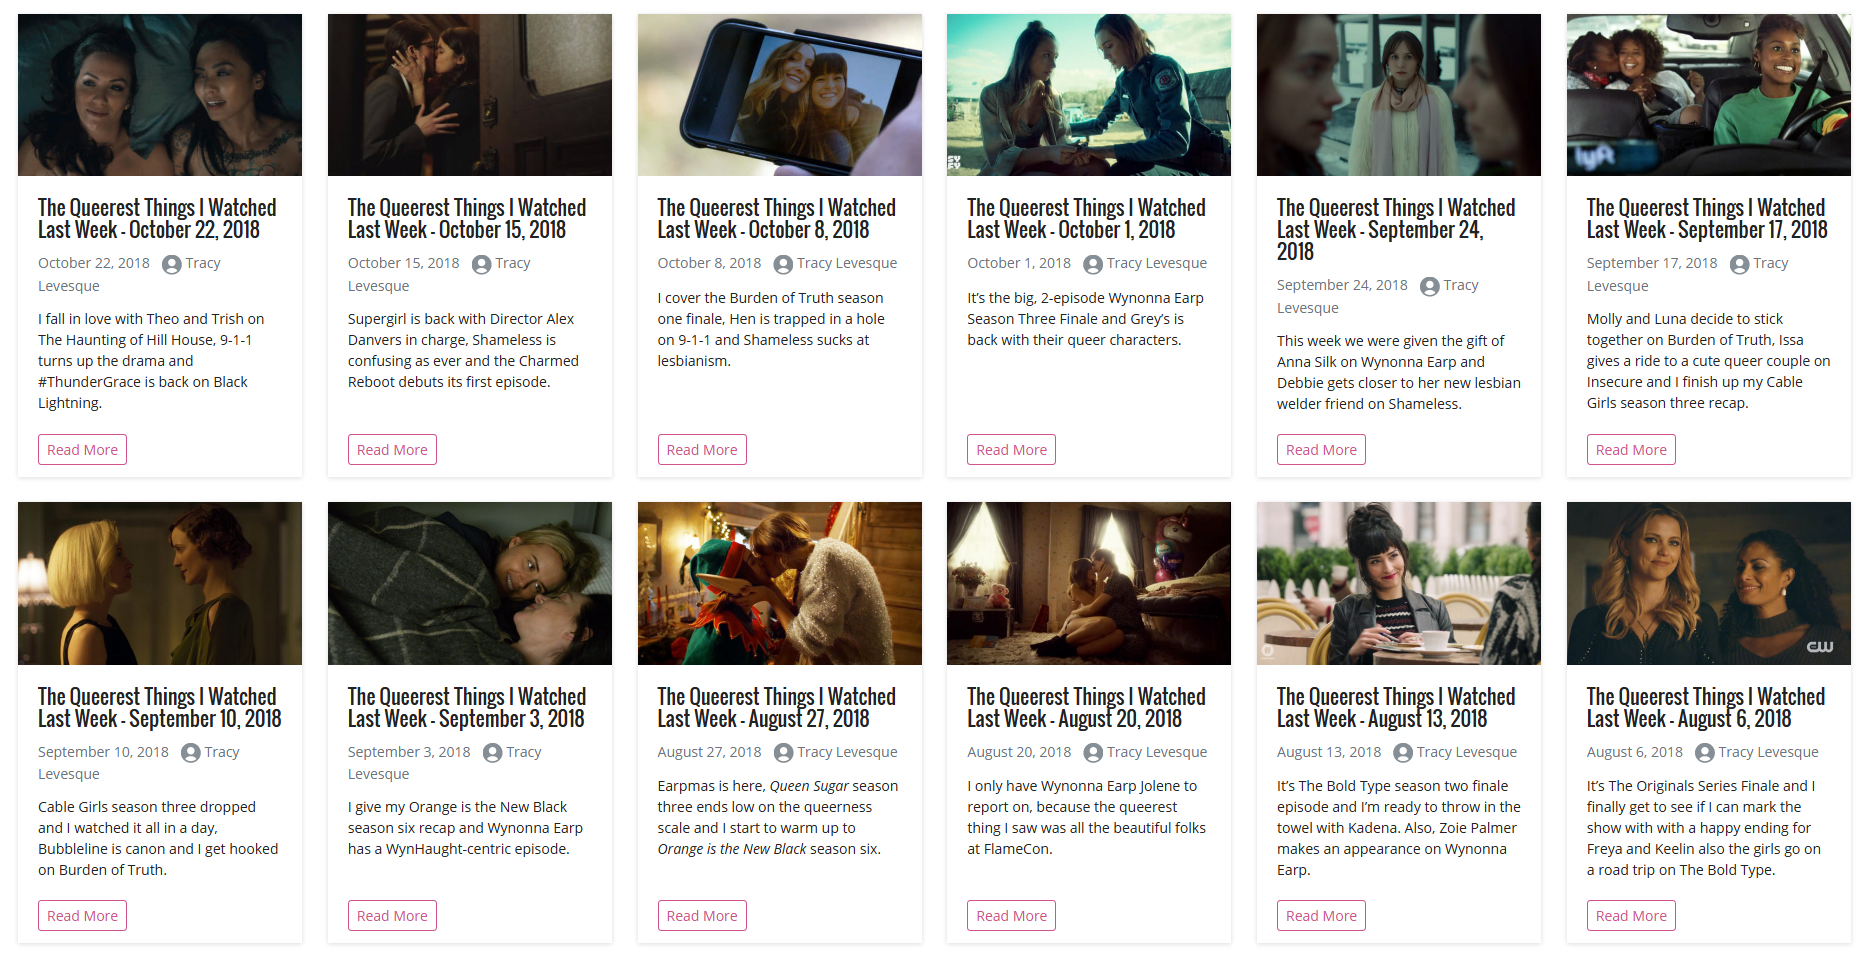 SYFY
lyft
The Queerest Things I Watched
Last Week - October 22, 2018
October 22, 2018 Tracy
Levesque
I fall in love with Theo and Trish on
The Haunting of Hill House, 9-1-1
turns up the drama and
#ThunderGrace is back on Black
Lightning.
Read More
The Queerest Things I Watched
Last Week - October 15, 2018
October 15, 2018 Tracy
Levesque
Supergirl is back with Director Alex
Danvers in charge, Shameless is
confusing as ever and the Charmed
Reboot debuts its first episode.
Read More
The Queerest Things I Watched
Last Week - October 8, 2018
October 8, 2018 Tracy Levesque
I cover the Burden of Truth season
one finale, Hen is trapped in a hole
on 9-1-1 and Shameless sucks at
lesbianism.
Read More
The Queerest Things I Watched
Last Week - October 1, 2018
October 1, 2018 Tracy Levesque
It's the big, 2-episode Wynonna Earp
Season Three Finale and Grey's is
back with their queer characters.
Read More
The Queerest Things I Watched
Last Week - September 24,
2018
September 24, 2018 Tracy
Levesque
This week we were given the gift of
Anna Silk on Wynonna Earp and
Debbie gets closer to her new lesbian
welder friend on Shameless.
Read More
The Queerest Things I Watched
Last Week - September 17, 2018
September 17, 2018 Tracy
Levesque
Molly and Luna decide to stick
together on Burden of Truth, Issa
gives a ride to a cute queer couple on
Insecure and I finish up my Cable
Girls season three recap.
Read More
The Queerest Things I Watched
Last Week - September 10, 2018
September 10, 2018 Tracy
Levesque
Cable Girls season three dropped
and I watched it all in a day,
Bubbleline is canon and I get hooked
on Burden of Truth.
Read More
The Queerest Things I Watched
Last Week - September 3, 2018
September 3, 2018 Tracy
Levesque
I give my Orange is the New Black
season six recap and Wynonna Earp
has a WynHaught-centric episode.
Read More
The Queerest Things I Watched
Last Week - August 27, 2018
August 27, 2018 Tracy Levesque
Earpmas is here, Queen Sugar season
three ends low on the queerness
scale and I start to warm up to
Orange is the New Black season six.
Read More
The Queerest Things I Watched
Last Week - August 20, 2018
August 20, 2018 Tracy Levesque
I only have Wynonna Earp Jolene to
report on, because the queerest
thing I saw was all the beautiful folks
at FlameCon.
Read More
The Queerest Things I Watched
Last Week - August 13, 2018
August 13, 2018 Tracy Levesque
It's The Bold Type season two finale
episode and I'm ready to throw in the
towel with Kadena. Also, Zoie Palmer
makes an appearance on Wynonna
Earp.
Read More
CW
The Queerest Things I Watched
Last Week - August 6, 2018
August 6, 2018 Tracy Levesque
It's The Originals Series Finale and I
finally get to see if I can mark the
show with with a happy ending for
Freya and Keelin also the girls go on
a road trip on The Bold Type.
Read More